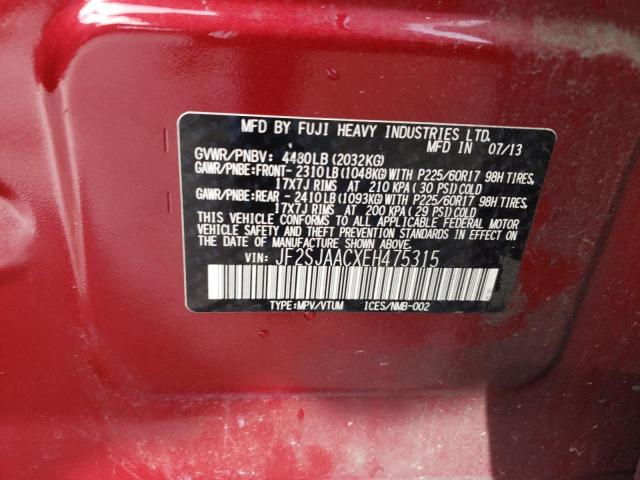 MFD BY FUJI HEAVY INDUSTRIES LTD.
MFD IN 07/13
GVWR/PNBV: 4480LB (2032KG)
GAWR/PNBE:FRONT- 2310LB (1048KG) WITH P225/60R17 98H TIRES,
17X7J RIMS AT 210 KPA ( 30 PSI) COLD
GAWR/PNBE:REAR - 2410LB (1093KG) WITH P225/60R17 98H TIRES,
17X7J RIMS AT 200 KPA ( 29 PSI) COLD
THIS VEHICLE CONFORMS TO ALL APPLICABLE FEDERAL MOTOR
VEHICLE SAFETY AND THEFT PREVENTION STANDARDS IN EFFECT
ON THE DATE OF MANUFACTURE SHOWN ABOVE.
VIN: JF2SJAACXEH475315
TYPE:MPV/VTUM ICES/NMB-002